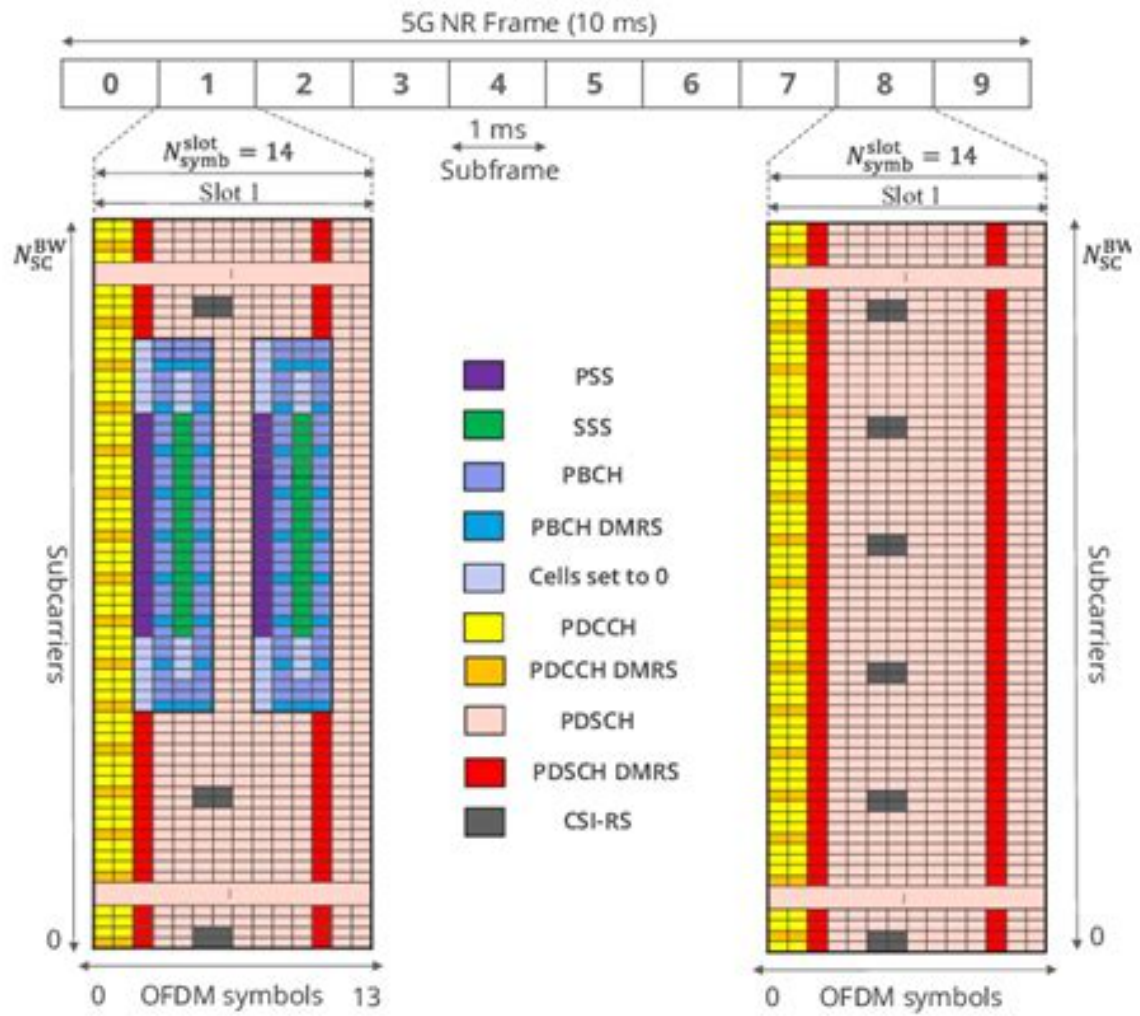 5G NR Frame (10 ms)
0 1 2 3 4 5 6 7 8 9
1 ms
Subframe
N_symb^slot = 14
Slot 1
N_SC^BW
Subcarriers
0
0 OFDM symbols 13
PSS
SSS
PBCH
PBCH DMRS
Cells set to 0
PDCCH
PDCCH DMRS
PDSCH
PDSCH DMRS
CSI-RS
N_symb^slot = 14
Slot 1
N_SC^BW
Subcarriers
0
0 OFDM symbols